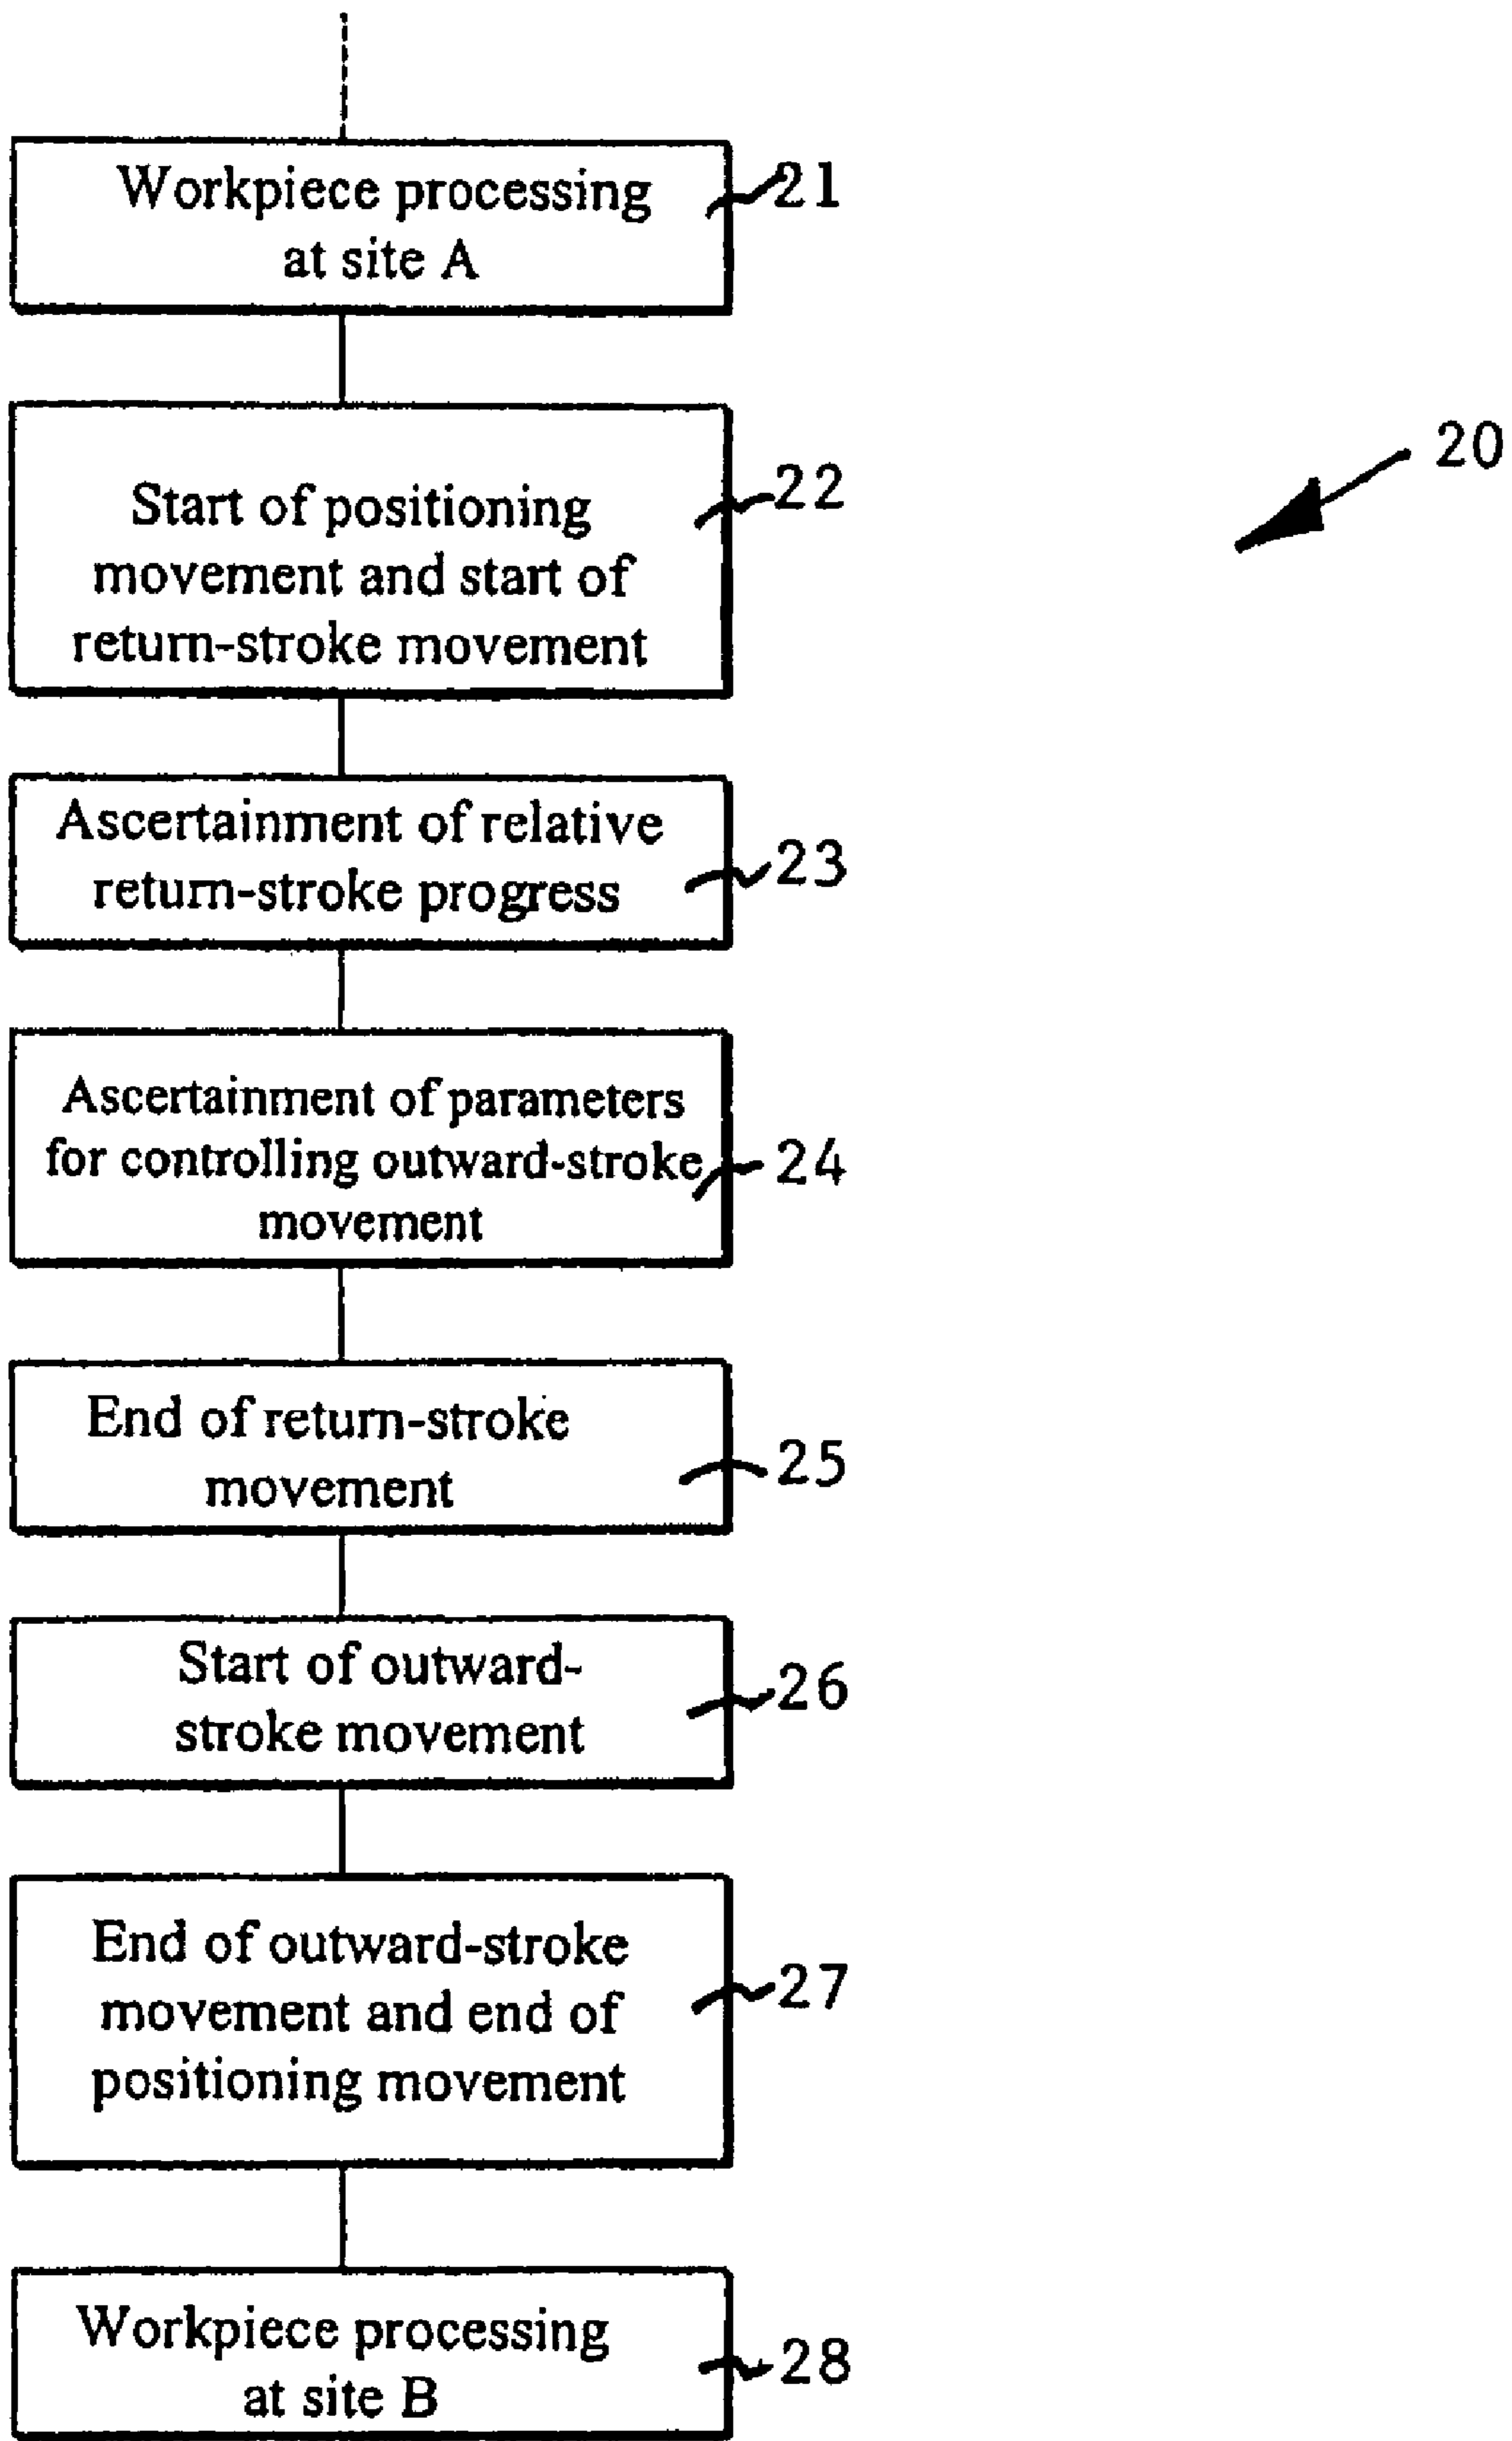 Workpiece processing
at site A
21
Start of positioning
movement and start of
return-stroke movement
22
20
Ascertainment of relative
return-stroke progress
23
Ascertainment of parameters
for controlling outward-stroke
movement
24
End of return-stroke
movement
25
Start of outward-
stroke movement
26
End of outward-stroke
movement and end of
positioning movement
27
Workpiece processing
at site B
28